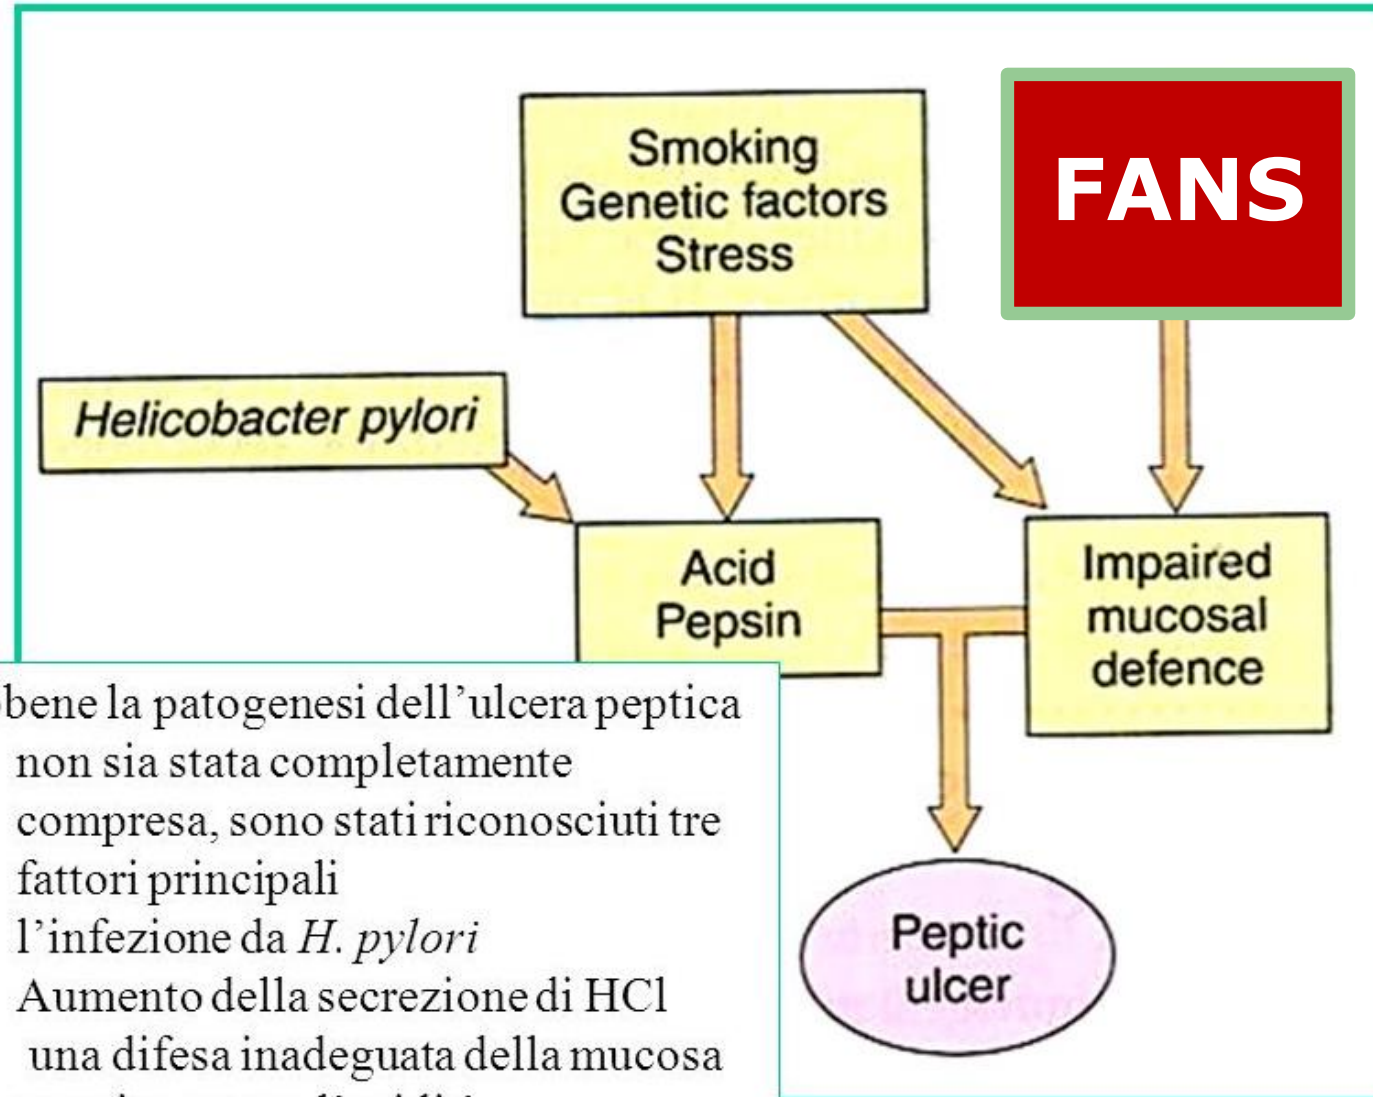 Smoking
Genetic factors
Stress
FANS
Helicobacter pylori
Acid
Pepsin
Impaired
mucosal
defence
bene la patogenesi dell’ulcera peptica
non sia stata completamente
compresa, sono stati riconosciuti tre
fattori principali
l’infezione da H. pylori
Aumento della secrezione di HCl
una difesa inadeguata della mucosa
Peptic
ulcer